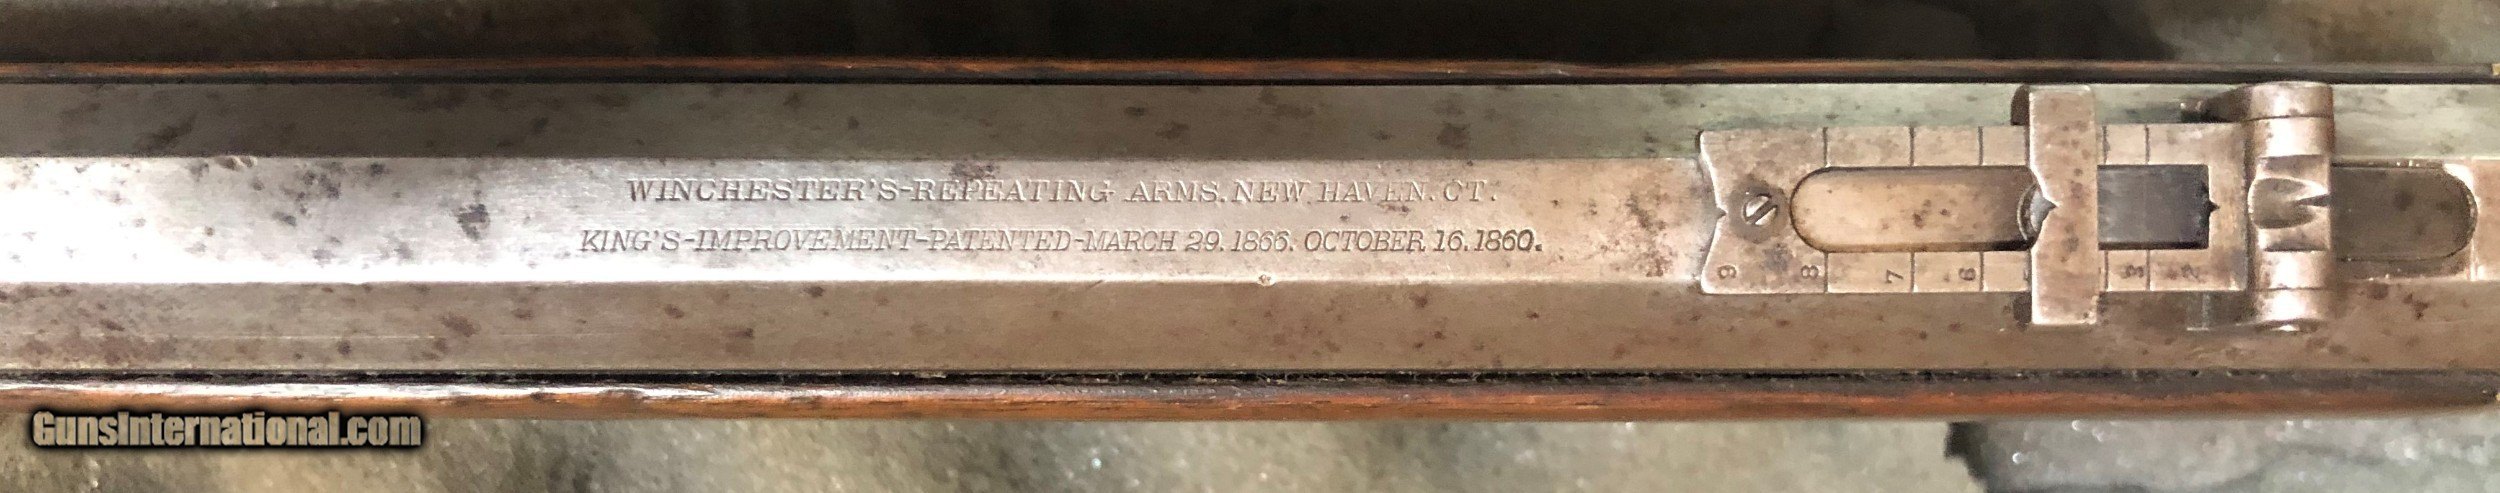 WINCHESTER'S-REPEATING ARMS. NEW HAVEN. CT.
KING'S-IMPROVEMENT-PATENTED-MARCH 29. 1866. OCTOBER 16. 1860.
9 8 7 6 3 2
GunsInternational.com